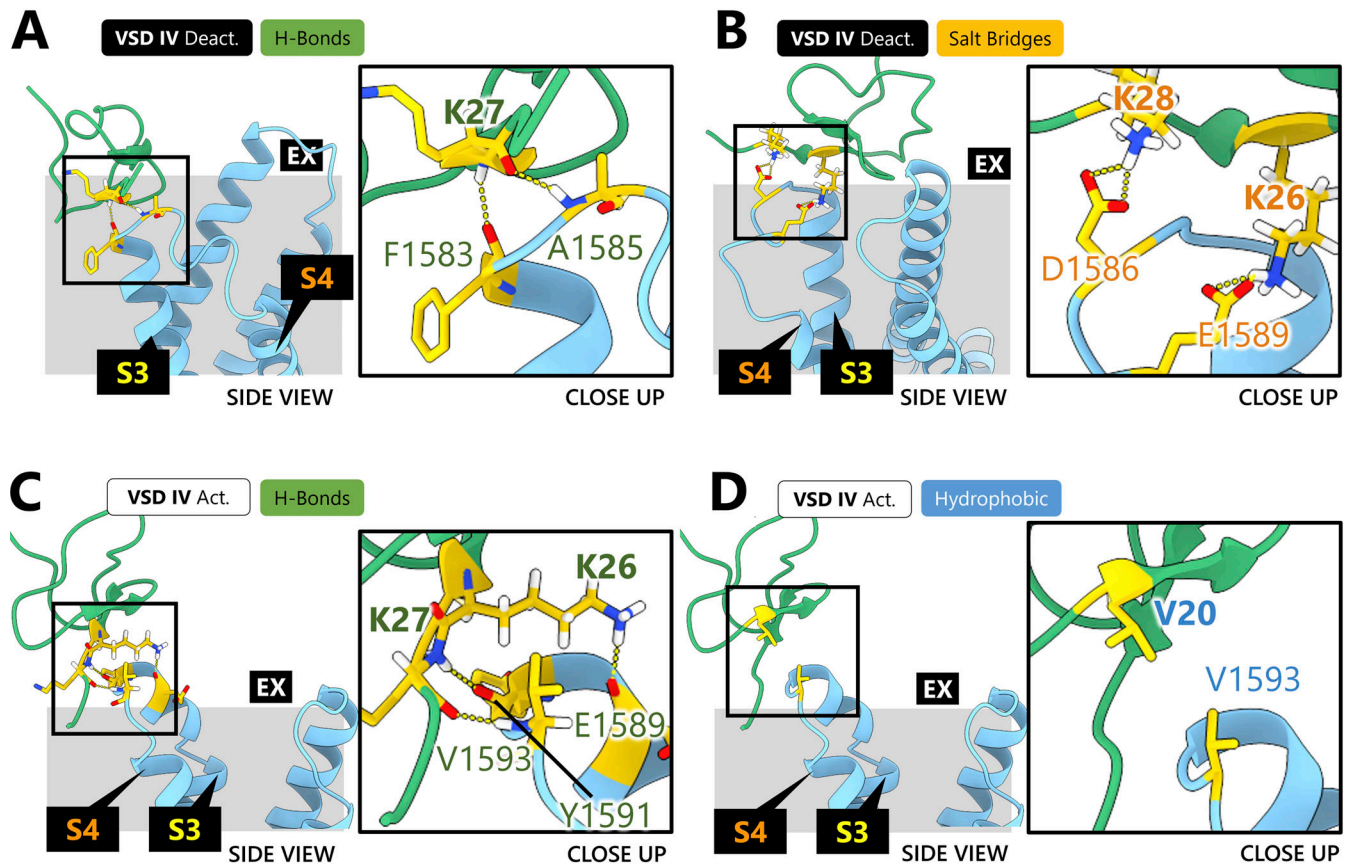 A
VSD IV Deact.
H-Bonds
EX
S4
S3
SIDE VIEW
K27
F1583
A1585
CLOSE UP
B
VSD IV Deact.
Salt Bridges
EX
S4
S3
SIDE VIEW
K28
K26
D1586
E1589
CLOSE UP
C
VSD IV Act.
H-Bonds
EX
S4
S3
SIDE VIEW
K26
K27
E1589
V1593
Y1591
CLOSE UP
D
VSD IV Act.
Hydrophobic
EX
S4
S3
SIDE VIEW
V20
V1593
CLOSE UP